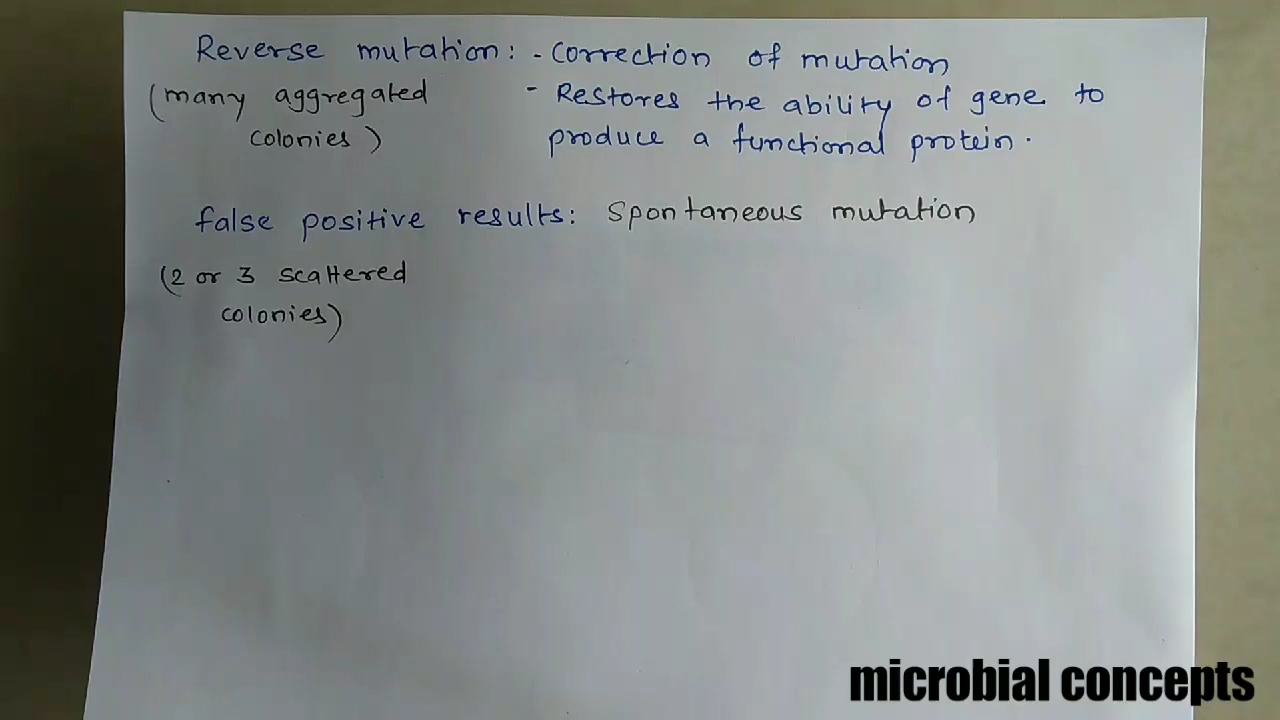 Reverse mutation: - Correction of mutation
(many aggregated colonies)
- Restores the ability of gene to
produce a functional protein.
false positive results: Spontaneous mutation
(2 or 3 scattered
colonies)
microbial concepts